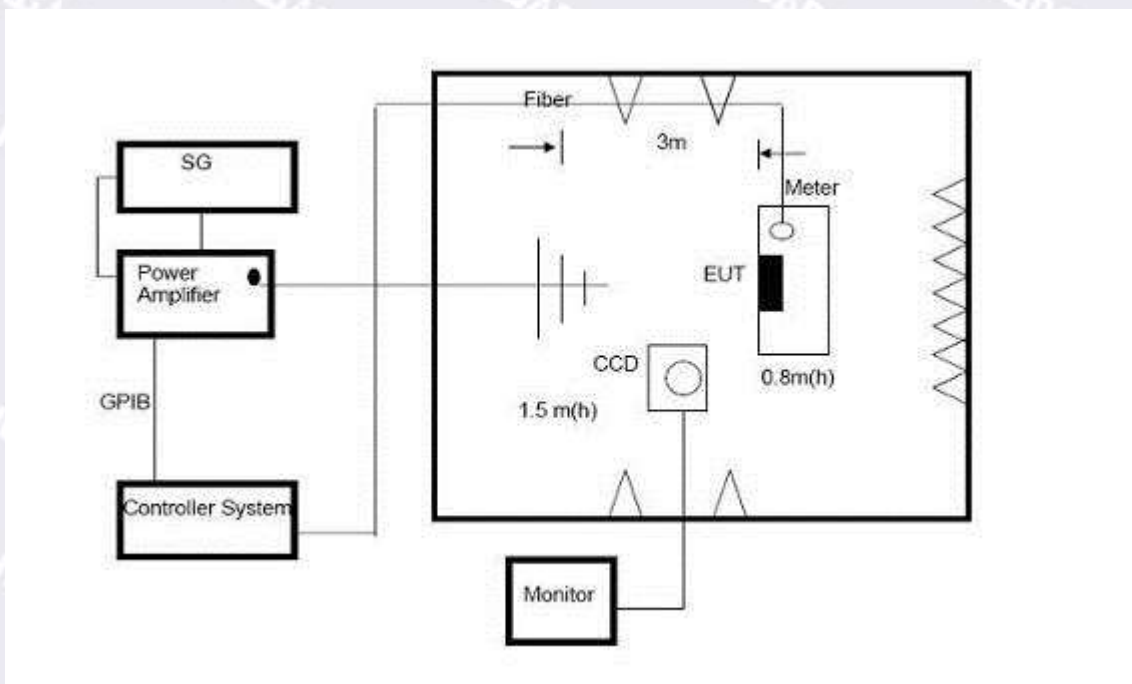 Fiber
3m
SG
Meter
Power
Amplifier
EUT
CCD
0.8m(h)
GPIB
1.5 m(h)
Controller System
Monitor